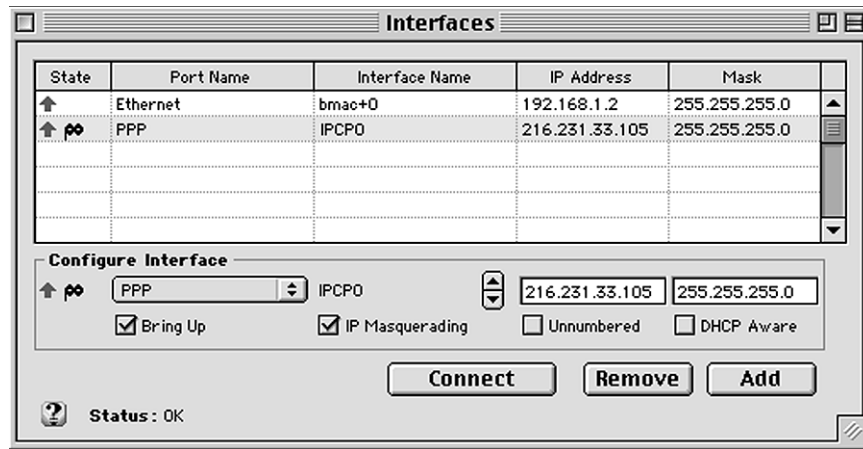 Interfaces
State Port Name Interface Name IP Address Mask
Ethernet bmac+0 192.168.1.2 255.255.255.0
PPP IPCP0 216.231.33.105 255.255.255.0
Configure Interface
PPP IPCP0 216.231.33.105 255.255.255.0
Bring Up IP Masquerading Unnumbered DHCP Aware
Connect Remove Add
? Status: OK